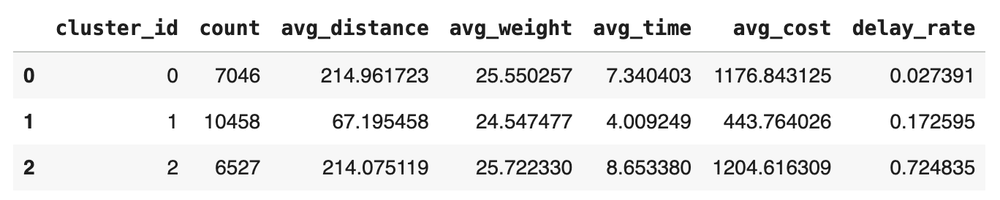 cluster_id count avg_distance avg_weight avg_time avg_cost delay_rate
0 0 7046 214.961723 25.550257 7.340403 1176.843125 0.027391
1 1 10458 67.195458 24.547477 4.009249 443.764026 0.172595
2 2 6527 214.075119 25.722330 8.653380 1204.616309 0.724835